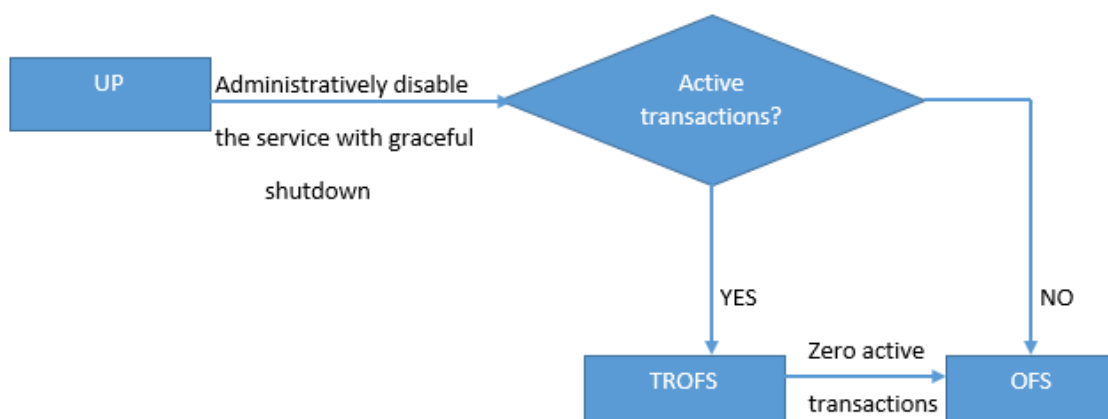 UP
Administratively disable
the service with graceful
shutdown
Active
transactions?
YES
NO
TROFS
Zero active
transactions
OFS